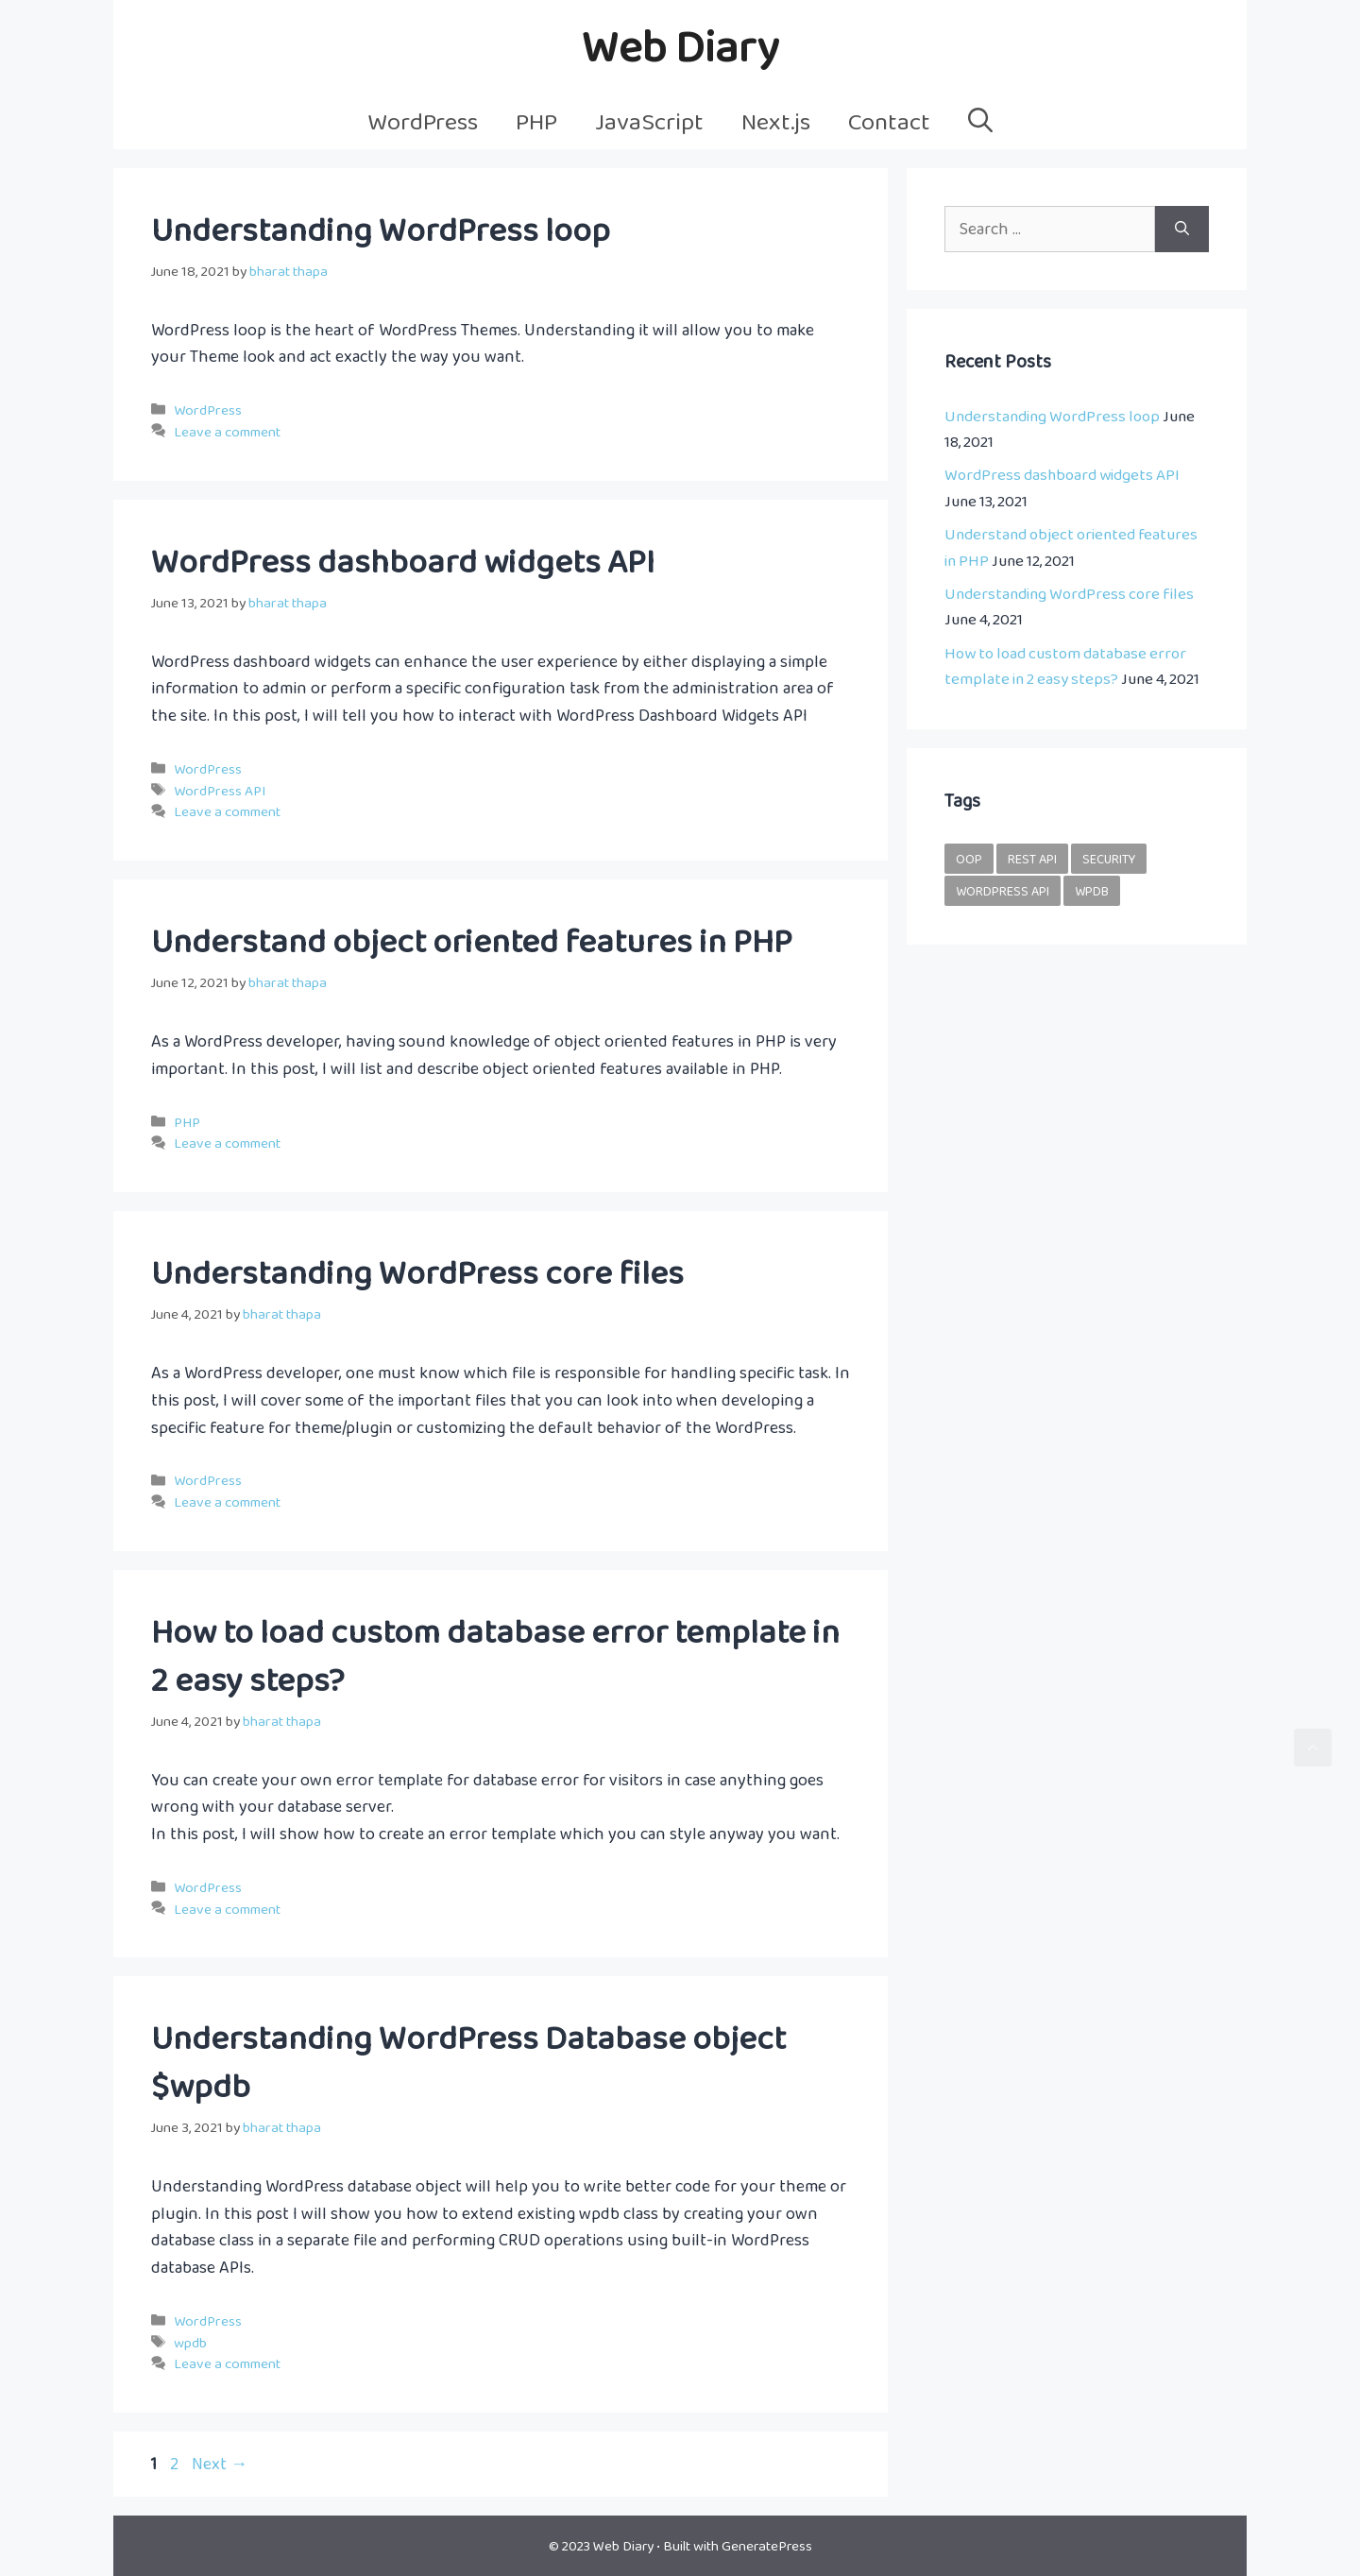 Web Diary
WordPress PHP JavaScript Next.js Contact
Understanding WordPress loop
June 18, 2021 by bharat thapa
WordPress loop is the heart of WordPress Themes. Understanding it will allow you to make
your Theme look and act exactly the way you want.
WordPress
Leave a comment
WordPress dashboard widgets API
June 13, 2021 by bharat thapa
WordPress dashboard widgets can enhance the user experience by either displaying a simple
information to admin or perform a specific configuration task from the administration area of
the site. In this post, I will tell you how to interact with WordPress Dashboard Widgets API
WordPress
WordPress API
Leave a comment
Understand object oriented features in PHP
June 12, 2021 by bharat thapa
As a WordPress developer, having sound knowledge of object oriented features in PHP is very
important. In this post, I will list and describe object oriented features available in PHP.
PHP
Leave a comment
Understanding WordPress core files
June 4, 2021 by bharat thapa
As a WordPress developer, one must know which file is responsible for handling specific task. In
this post, I will cover some of the important files that you can look into when developing a
specific feature for theme/plugin or customizing the default behavior of the WordPress.
WordPress
Leave a comment
How to load custom database error template in
2 easy steps?
June 4, 2021 by bharat thapa
You can create your own error template for database error for visitors in case anything goes
wrong with your database server.
In this post, I will show how to create an error template which you can style anyway you want.
WordPress
Leave a comment
Understanding WordPress Database object
$wpdb
June 3, 2021 by bharat thapa
Understanding WordPress database object will help you to write better code for your theme or
plugin. In this post I will show you how to extend existing wpdb class by creating your own
database class in a separate file and performing CRUD operations using built-in WordPress
database APIs.
WordPress
wpdb
Leave a comment
1 2 Next →
Search ...
Recent Posts
Understanding WordPress loop June
18, 2021
WordPress dashboard widgets API
June 13, 2021
Understand object oriented features
in PHP June 12, 2021
Understanding WordPress core files
June 4, 2021
How to load custom database error
template in 2 easy steps? June 4, 2021
Tags
OOP REST API SECURITY
WORDPRESS API WPDB
© 2023 Web Diary • Built with GeneratePress